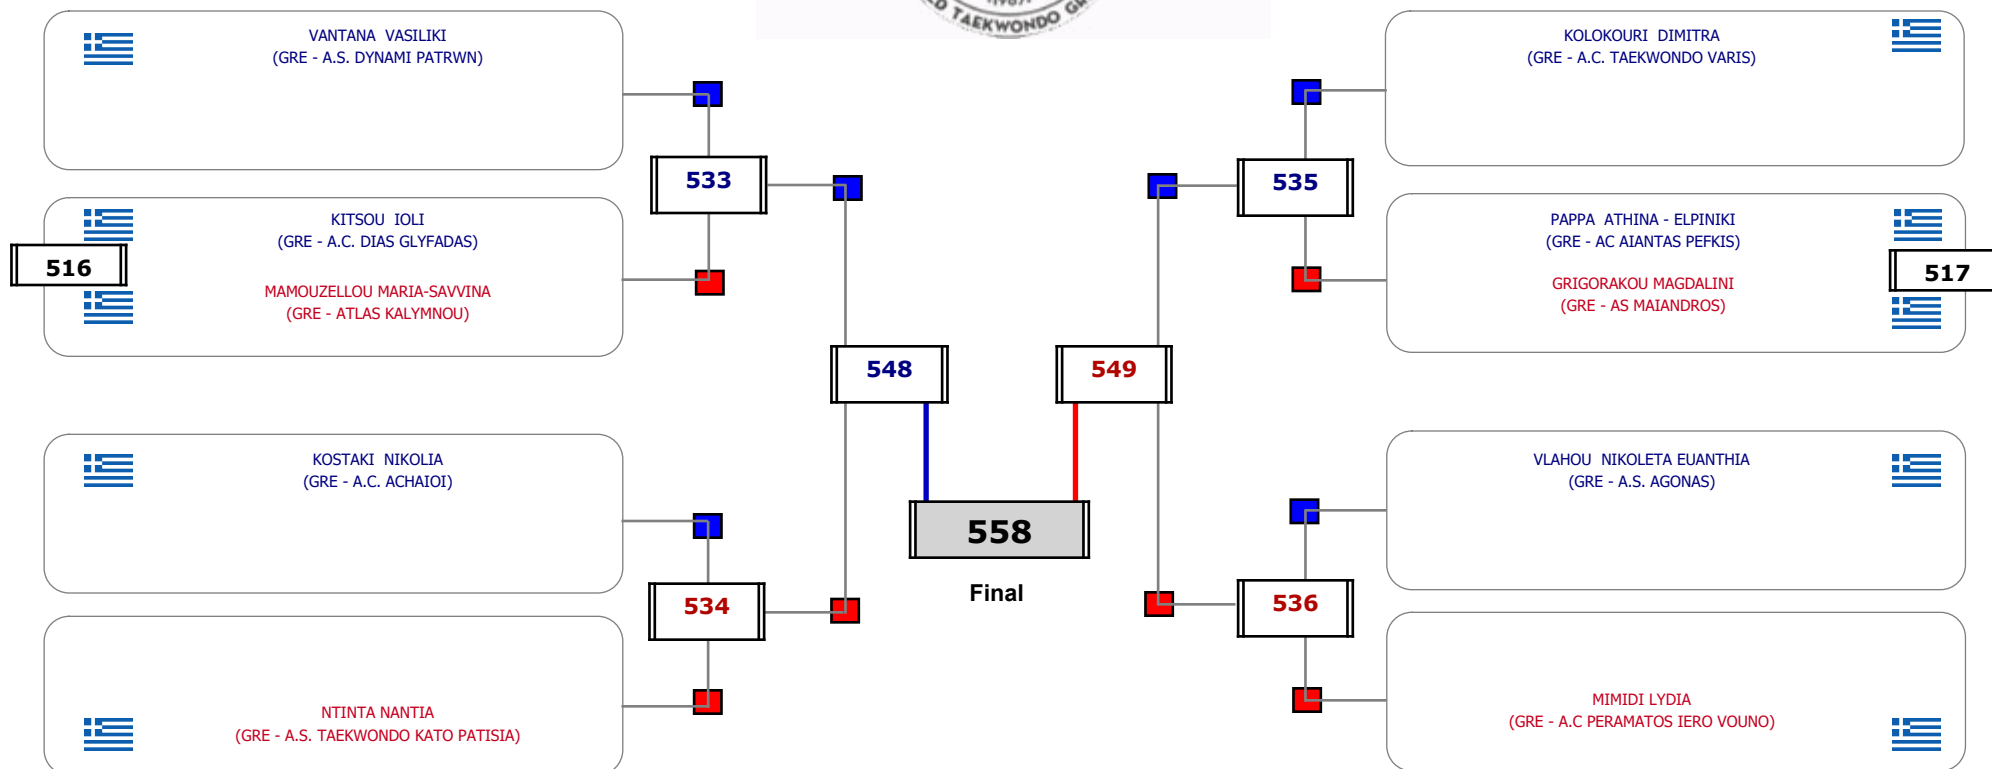 TAEKWONDO
VANTANA VASILIKI
(GRE - A.S. DYNAMI PATRWN)
KITSOU IOLI
(GRE - A.C. DIAS GLYFADAS)
516
MAMOUZELLOU MARIA-SAVVINA
(GRE - ATLAS KALYMNOU)
KOSTAKI NIKOLIA
(GRE - A.C. ACHAIOI)
NTINTA NANTIA
(GRE - A.S. TAEKWONDO KATO PATISIA)
533
534
548
558
Final
549
535
536
KOLOKOURI DIMITRA
(GRE - A.C. TAEKWONDO VARIS)
PAPPA ATHINA - ELPINIKI
(GRE - AC AIANTAS PEFKIS)
517
GRIGORAKOU MAGDALINI
(GRE - AS MAIANDROS)
VLAHOU NIKOLETA EUANTHIA
(GRE - A.S. AGONAS)
MIMIDI LYDIA
(GRE - A.C PERAMATOS IERO VOUNO)